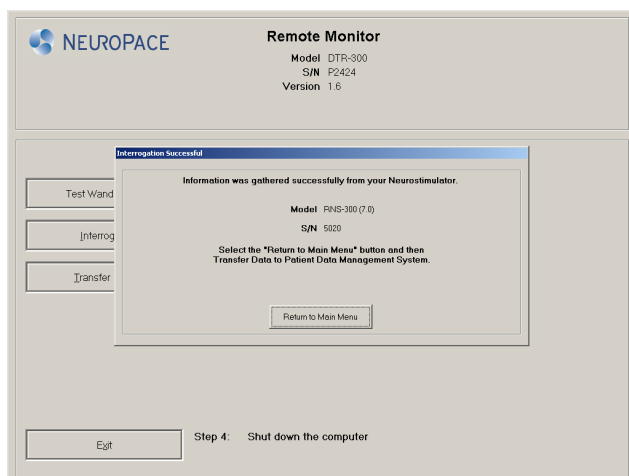 NEUROPACE
Remote Monitor
Model DTR-300
S/N P2424
Version 1.6
Interrogation Successful
Information was gathered successfully from your Neurostimulator.
Test Wand
Model RNS-300 (7.0)
Interrog
S/N 5020
Select the "Return to Main Menu" button and then
Transfer Data to Patient Data Management System.
Transfer
Return to Main Menu
Exit
Step 4: Shut down the computer